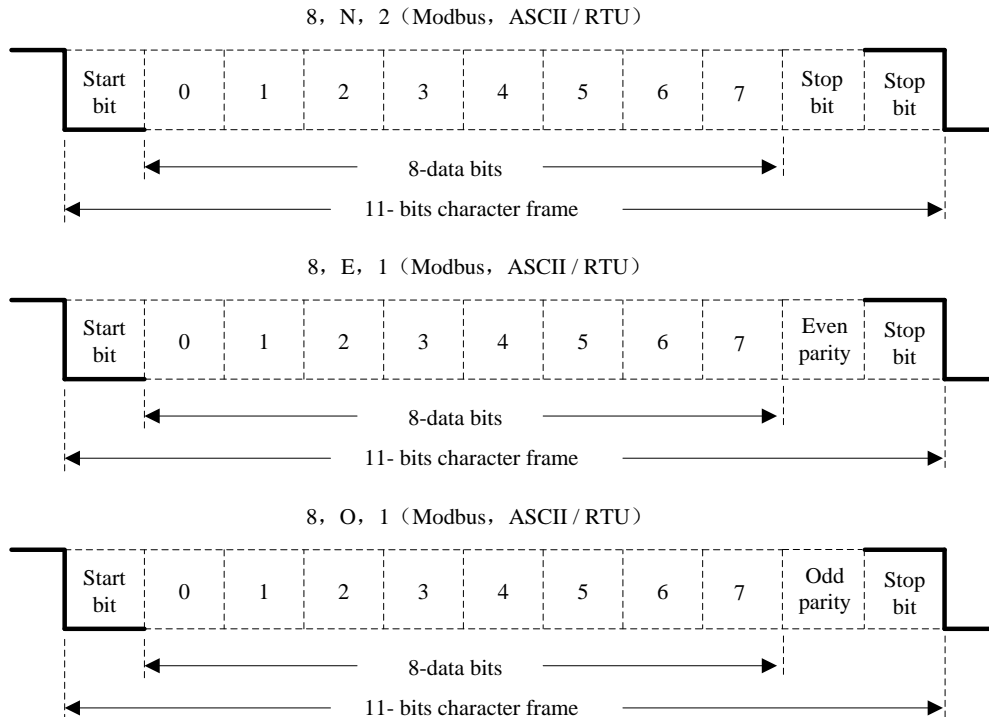 8，N，2（Modbus，ASCII / RTU）
Start bit 0 1 2 3 4 5 6 7 Stop bit Stop bit
8-data bits
11- bits character frame
8，E，1（Modbus，ASCII / RTU）
Start bit 0 1 2 3 4 5 6 7 Even parity Stop bit
8-data bits
11- bits character frame
8，O，1（Modbus，ASCII / RTU）
Start bit 0 1 2 3 4 5 6 7 Odd parity Stop bit
8-data bits
11- bits character frame